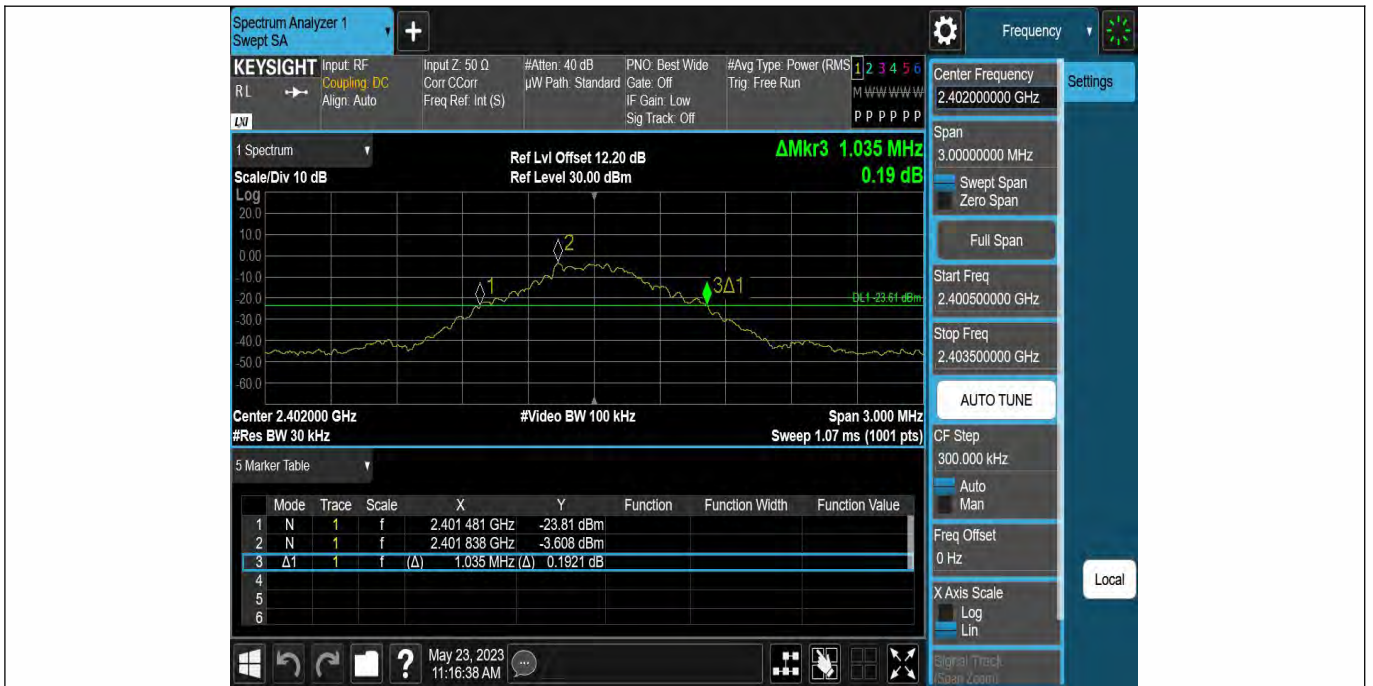 Spectrum Analyzer 1
Swept SA
+
Frequency
KEYSIGHT
RL
LXI
Input: RF
Coupling: DC
Align: Auto
Input Z: 50 Ω
Corr CCorr
Freq Ref: Int (S)
#Atten: 40 dB
µW Path: Standard
PNO: Best Wide
Gate: Off
IF Gain: Low
Sig Track: Off
#Avg Type: Power (RMS
Trig: Free Run
1 2 3 4 5 6
M W W W W W
P P P P P P
1 Spectrum
Scale/Div 10 dB
Ref Lvl Offset 12.20 dB
Ref Level 30.00 dBm
ΔMkr3 1.035 MHz
0.19 dB
Log
20.0
10.0
0.00
-10.0
-20.0
-30.0
-40.0
-50.0
-60.0
1
2
3Δ1
DL1 -23.61 dBm
Center 2.402000 GHz
#Video BW 100 kHz
Span 3.000 MHz
#Res BW 30 kHz
Sweep 1.07 ms (1001 pts)
5 Marker Table
Mode Trace Scale X Y Function Function Width Function Value
1 N 1 f 2.401 481 GHz -23.81 dBm
2 N 1 f 2.401 838 GHz -3.608 dBm
3 Δ1 1 f (Δ) 1.035 MHz (Δ) 0.1921 dB
4
5
6
?
May 23, 2023
11:16:38 AM
Center Frequency
2.402000000 GHz
Settings
Span
3.00000000 MHz
Swept Span
Zero Span
Full Span
Start Freq
2.400500000 GHz
Stop Freq
2.403500000 GHz
AUTO TUNE
CF Step
300.000 kHz
Auto
Man
Freq Offset
0 Hz
X Axis Scale
Log
Lin
Signal Track
(Span Zoom)
Local